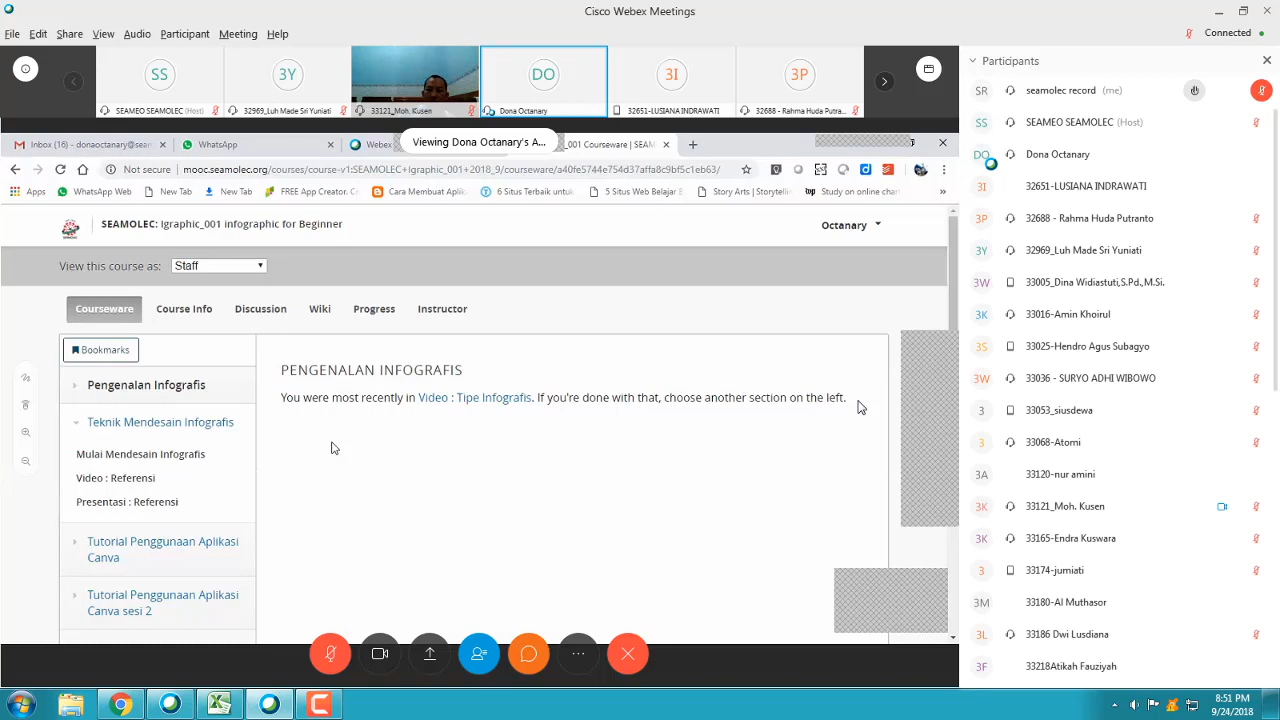 Cisco Webex Meetings
File Edit Share View Audio Participant Meeting Help
Connected
SS
SEAMEO SEAMOLEC (Host)
3Y
32969_Luh Made Sri Yuniati
33121_Moh. Kusen
DO
Dona Octanary
3I
32651-LUSIANA INDRAWATI
3P
32688 - Rahma Huda Putra...
Viewing Dona Octanary's A...
Inbox (16) - donaoctanary@seam
WhatsApp
Webex
_001 Courseware | SEAM
Not secure mooc.seamolec.org/courses/course-v1:SEAMOLEC+Igraphic_001+2018_9/courseware/a40fe5744e754d37affa8c9bf5c1eb63/
Apps WhatsApp Web New Tab New Tab FREE App Creator: C Cara Membuat Aplik 6 Situs Terbaik untuk 5 Situs Web Belajar E Story Arts | Storytelli Study on online chart
SEAMOLEC: Igraphic_001 infographic for Beginner
Octanary
View this course as: Staff
Courseware Course Info Discussion Wiki Progress Instructor
Bookmarks
Pengenalan Infografis
Teknik Mendesain Infografis
Mulai Mendesain Infografis
Video : Referensi
Presentasi : Referensi
Tutorial Penggunaan Aplikasi
Canva
Tutorial Penggunaan Aplikasi
Canva sesi 2
PENGENALAN INFOGRAFIS
You were most recently in Video : Tipe Infografis. If you're done with that, choose another section on the left.
Participants
SR seamolec record (me)
SS SEAMEO SEAMOLEC (Host)
DO Dona Octanary
3I 32651-LUSIANA INDRAWATI
3P 32688 - Rahma Huda Putranto
3Y 32969_Luh Made Sri Yuniati
3W 33005_Dina Widiastuti,S.Pd.,M.Si.
3K 33016-Amin Khoirul
3S 33025-Hendro Agus Subagyo
3W 33036 - SURYO ADHI WIBOWO
3 33053_siusdewa
3 33068-Atomi
3A 33120-nur amini
3K 33121_Moh. Kusen
3K 33165-Endra Kuswara
3 33174-jumiati
3M 33180-Al Muthasor
3L 33186 Dwi Lusdiana
3F 33218Atikah Fauziyah
8:51 PM
9/24/2018